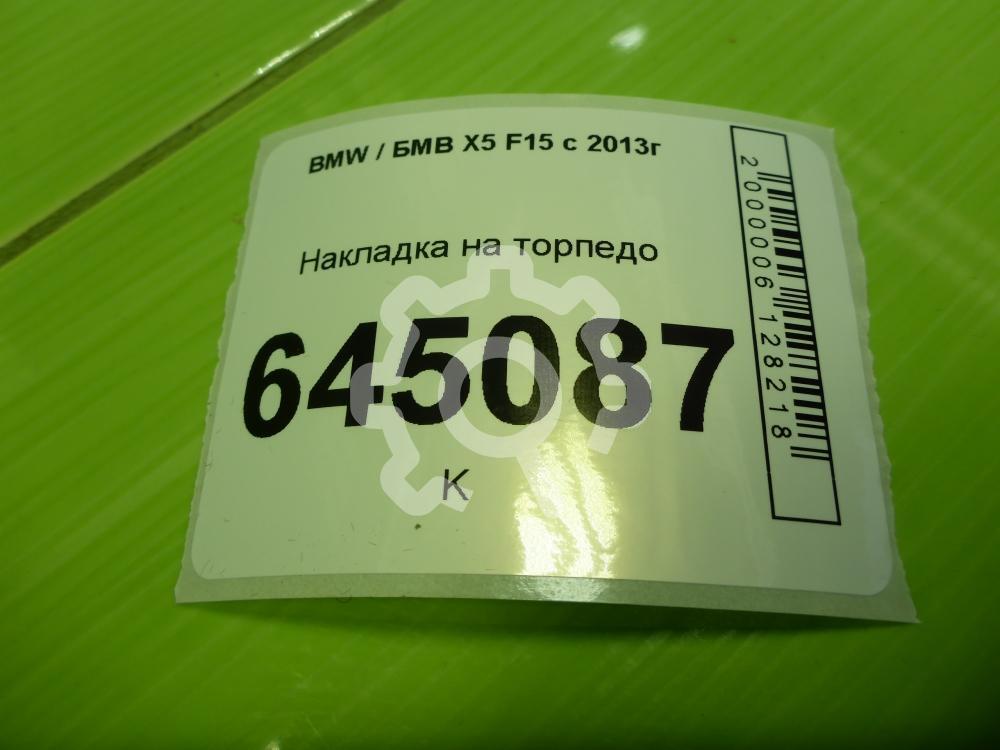 BMW / БМВ X5 F15 с 2013г
Накладка на торпедо
645087
К
2000006128218